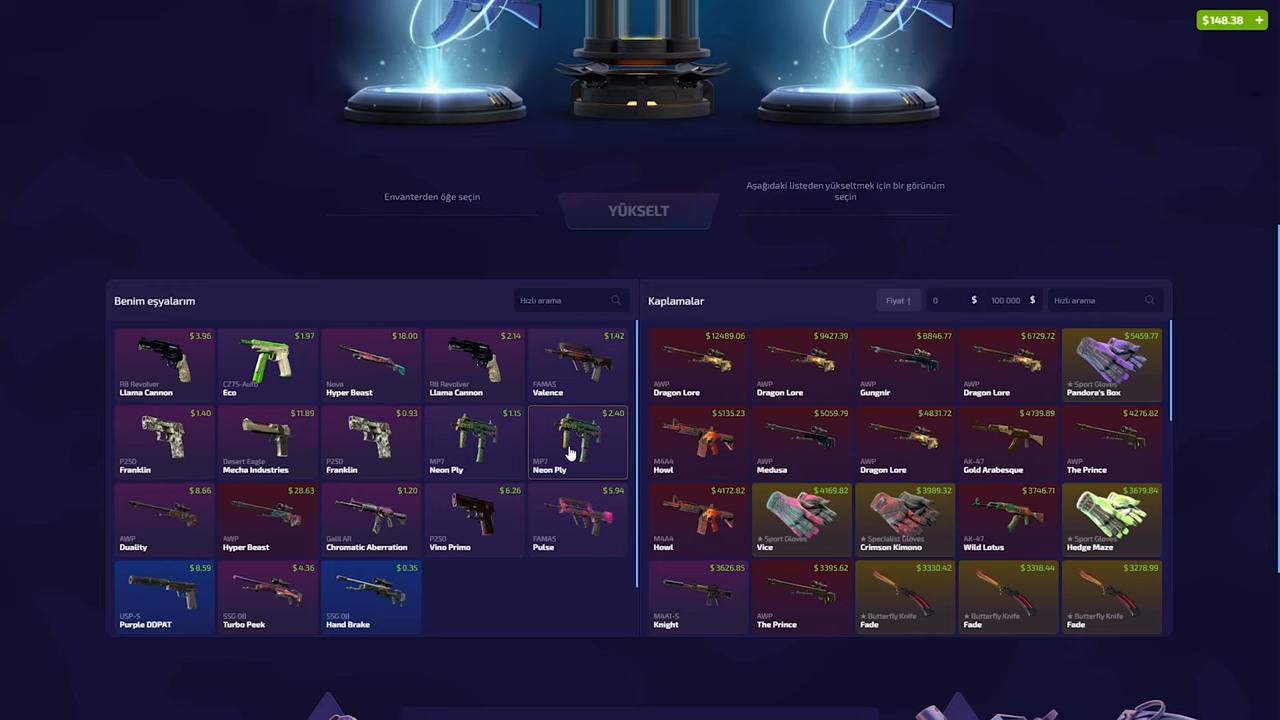 $ 148.38 +
Envanterden öğe seçin
YÜKSELT
Aşağıdaki listeden yükseltmek için bir görünüm
seçin
Benim eşyalarım
Hızlı arama
$ 3.96
R8 Revolver
Llama Cannon
$ 1.97
CZ75-Auto
Eco
$ 18.00
Nova
Hyper Beast
$ 2.14
R8 Revolver
Llama Cannon
$ 1.42
FAMAS
Valence
$ 1.40
P250
Franklin
$ 11.89
Desert Eagle
Mecha Industries
$ 0.93
P250
Franklin
$ 1.15
MP7
Neon Ply
$ 2.40
MP7
Neon Ply
$ 8.66
AWP
Duality
$ 28.63
AWP
Hyper Beast
$ 1.20
Galil AR
Chromatic Aberration
$ 6.26
P250
Vino Primo
$ 5.94
FAMAS
Pulse
$ 8.59
USP-S
Purple DDPAT
$ 4.36
SSG 08
Turbo Peek
$ 0.35
SSG 08
Hand Brake
Kaplamalar
Fiyat ↑
0 $
100 000 $
Hızlı arama
$ 12489.06
AWP
Dragon Lore
$ 9427.39
AWP
Dragon Lore
$ 8846.77
AWP
Gungnir
$ 6729.72
AWP
Dragon Lore
$ 5459.77
★ Sport Gloves
Pandora's Box
$ 5135.23
M4A4
Howl
$ 5059.79
AWP
Medusa
$ 4831.72
AWP
Dragon Lore
$ 4739.89
AK-47
Gold Arabesque
$ 4276.82
AWP
The Prince
$ 4172.82
M4A4
Howl
$ 4169.82
★ Sport Gloves
Vice
$ 3989.32
★ Specialist Gloves
Crimson Kimono
$ 3746.71
AK-47
Wild Lotus
$ 3679.84
★ Sport Gloves
Hedge Maze
$ 3626.85
M4A1-S
Knight
$ 3395.62
AWP
The Prince
$ 3330.42
★ Butterfly Knife
Fade
$ 3318.44
★ Butterfly Knife
Fade
$ 3278.99
★ Butterfly Knife
Fade